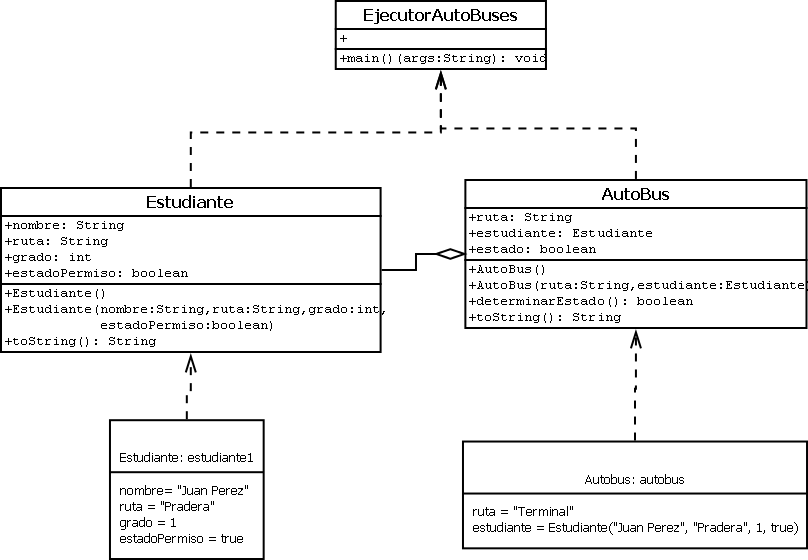 EjecutorAutoBuses
+
+main()(args:String): void
Estudiante
+nombre: String
+ruta: String
+grado: int
+estadoPermiso: boolean
+Estudiante()
+Estudiante(nombre:String,ruta:String,grado:int,
estadoPermiso:boolean)
+toString(): String
AutoBus
+ruta: String
+estudiante: Estudiante
+estado: boolean
+AutoBus()
+AutoBus(ruta:String,estudiante:Estudiante
+determinarEstado(): boolean
+toString(): String
Estudiante: estudiante1
nombre= "Juan Perez"
ruta = "Pradera"
grado = 1
estadoPermiso = true
Autobus: autobus
ruta = "Terminal"
estudiante = Estudiante("Juan Perez", "Pradera", 1, true)